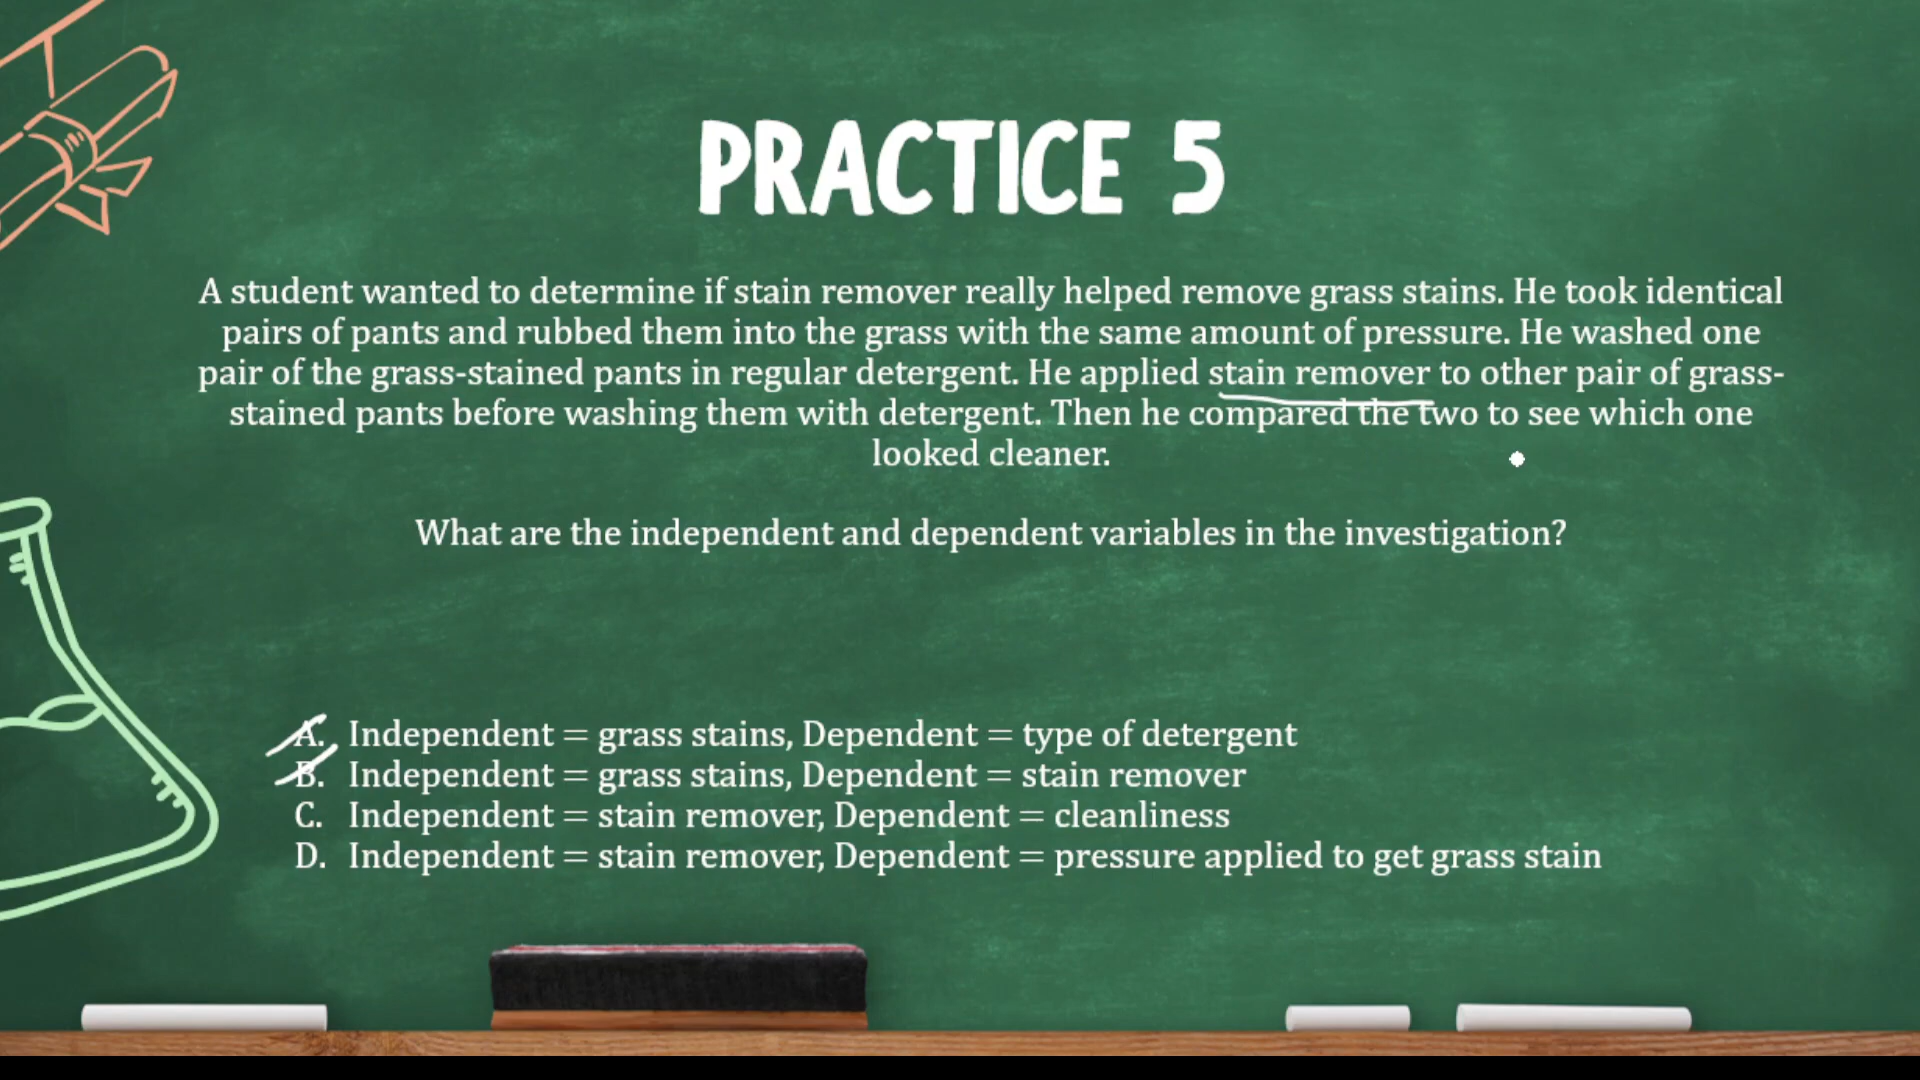 PRACTICE 5
A student wanted to determine if stain remover really helped remove grass stains. He took identical
pairs of pants and rubbed them into the grass with the same amount of pressure. He washed one
pair of the grass-stained pants in regular detergent. He applied stain remover to other pair of grass-
stained pants before washing them with detergent. Then he compared the two to see which one
looked cleaner.
What are the independent and dependent variables in the investigation?
A. Independent = grass stains, Dependent = type of detergent
B. Independent = grass stains, Dependent = stain remover
C. Independent = stain remover, Dependent = cleanliness
D. Independent = stain remover, Dependent = pressure applied to get grass stain